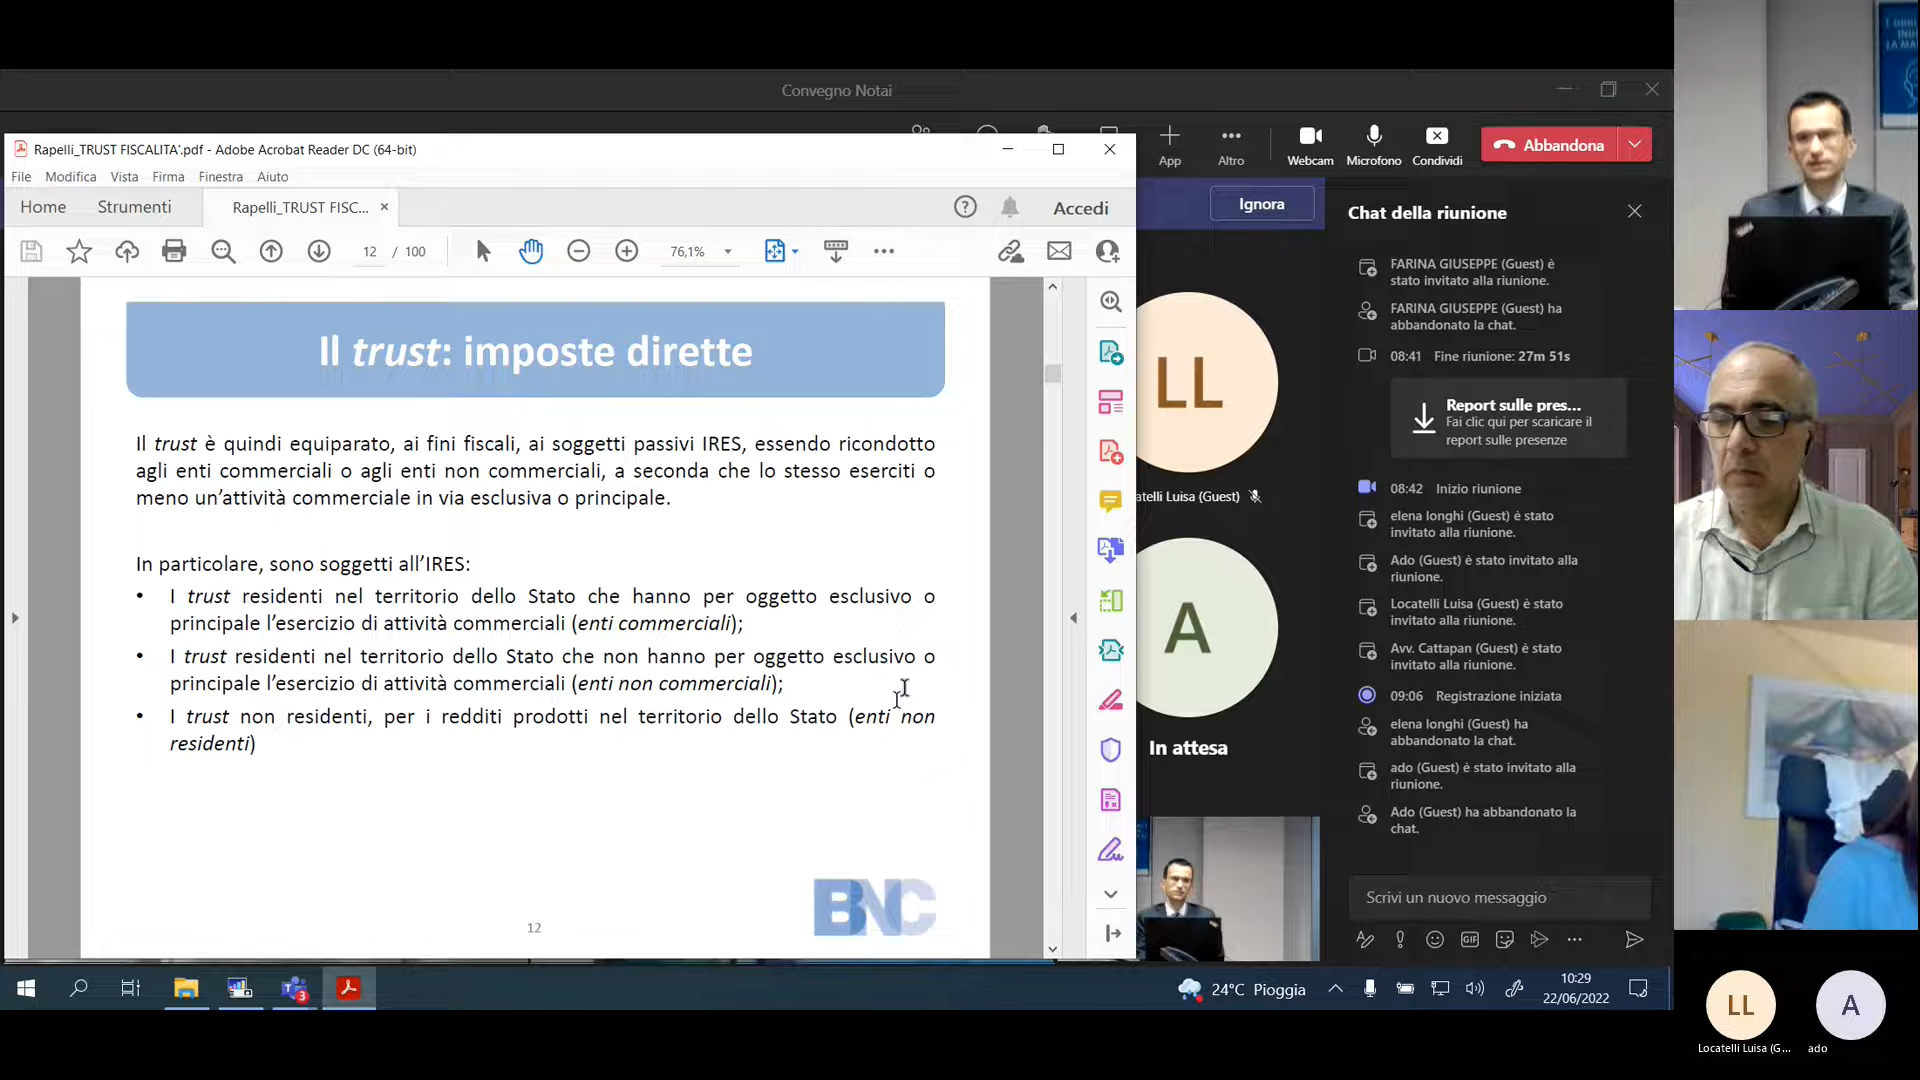 Convegno Notai
App
Altro
Webcam
Microfono
Condividi
Abbandona
Rapelli_TRUST FISCALITA'.pdf - Adobe Acrobat Reader DC (64-bit)
File Modifica Vista Firma Finestra Aiuto
Home Strumenti Rapelli_TRUST FISC... ×
Accedi
12 / 100
76,1%
Il trust: imposte dirette
Il trust è quindi equiparato, ai fini fiscali, ai soggetti passivi IRES, essendo ricondotto
agli enti commerciali o agli enti non commerciali, a seconda che lo stesso eserciti o
meno un'attività commerciale in via esclusiva o principale.
In particolare, sono soggetti all'IRES:
• I trust residenti nel territorio dello Stato che hanno per oggetto esclusivo o
principale l'esercizio di attività commerciali (enti commerciali);
• I trust residenti nel territorio dello Stato che non hanno per oggetto esclusivo o
principale l'esercizio di attività commerciali (enti non commerciali);
• I trust non residenti, per i redditi prodotti nel territorio dello Stato (enti non
residenti)
12
BNC
Ignora
LL
atelli Luisa (Guest)
A
In attesa
Chat della riunione
FARINA GIUSEPPE (Guest) è
stato invitato alla riunione.
FARINA GIUSEPPE (Guest) ha
abbandonato la chat.
08:41 Fine riunione: 27m 51s
Report sulle pres...
Fai clic qui per scaricare il
report sulle presenze
08:42 Inizio riunione
elena longhi (Guest) è stato
invitato alla riunione.
Ado (Guest) è stato invitato alla
riunione.
Locatelli Luisa (Guest) è stato
invitato alla riunione.
Avv. Cattapan (Guest) è stato
invitato alla riunione.
09:06 Registrazione iniziata
elena longhi (Guest) ha
abbandonato la chat.
ado (Guest) è stato invitato alla
riunione.
Ado (Guest) ha abbandonato la
chat.
Scrivi un nuovo messaggio
GIF
3
24°C Pioggia
10:29
22/06/2022
LL
Locatelli Luisa (G...
A
ado